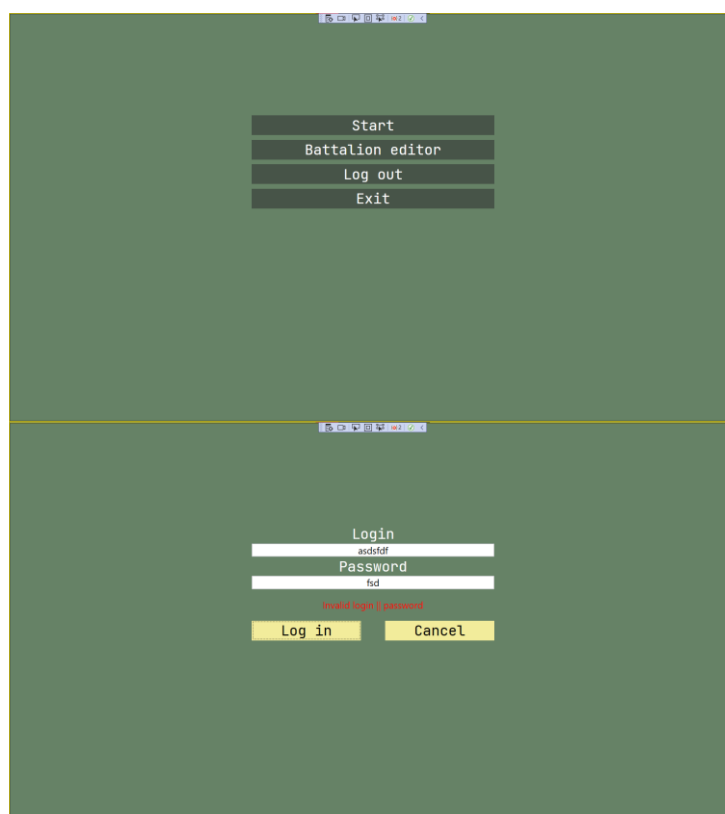 Start
Battalion editor
Log out
Exit
Login
asdsfdf
Password
fsd
Invalid login || password
Log in
Cancel